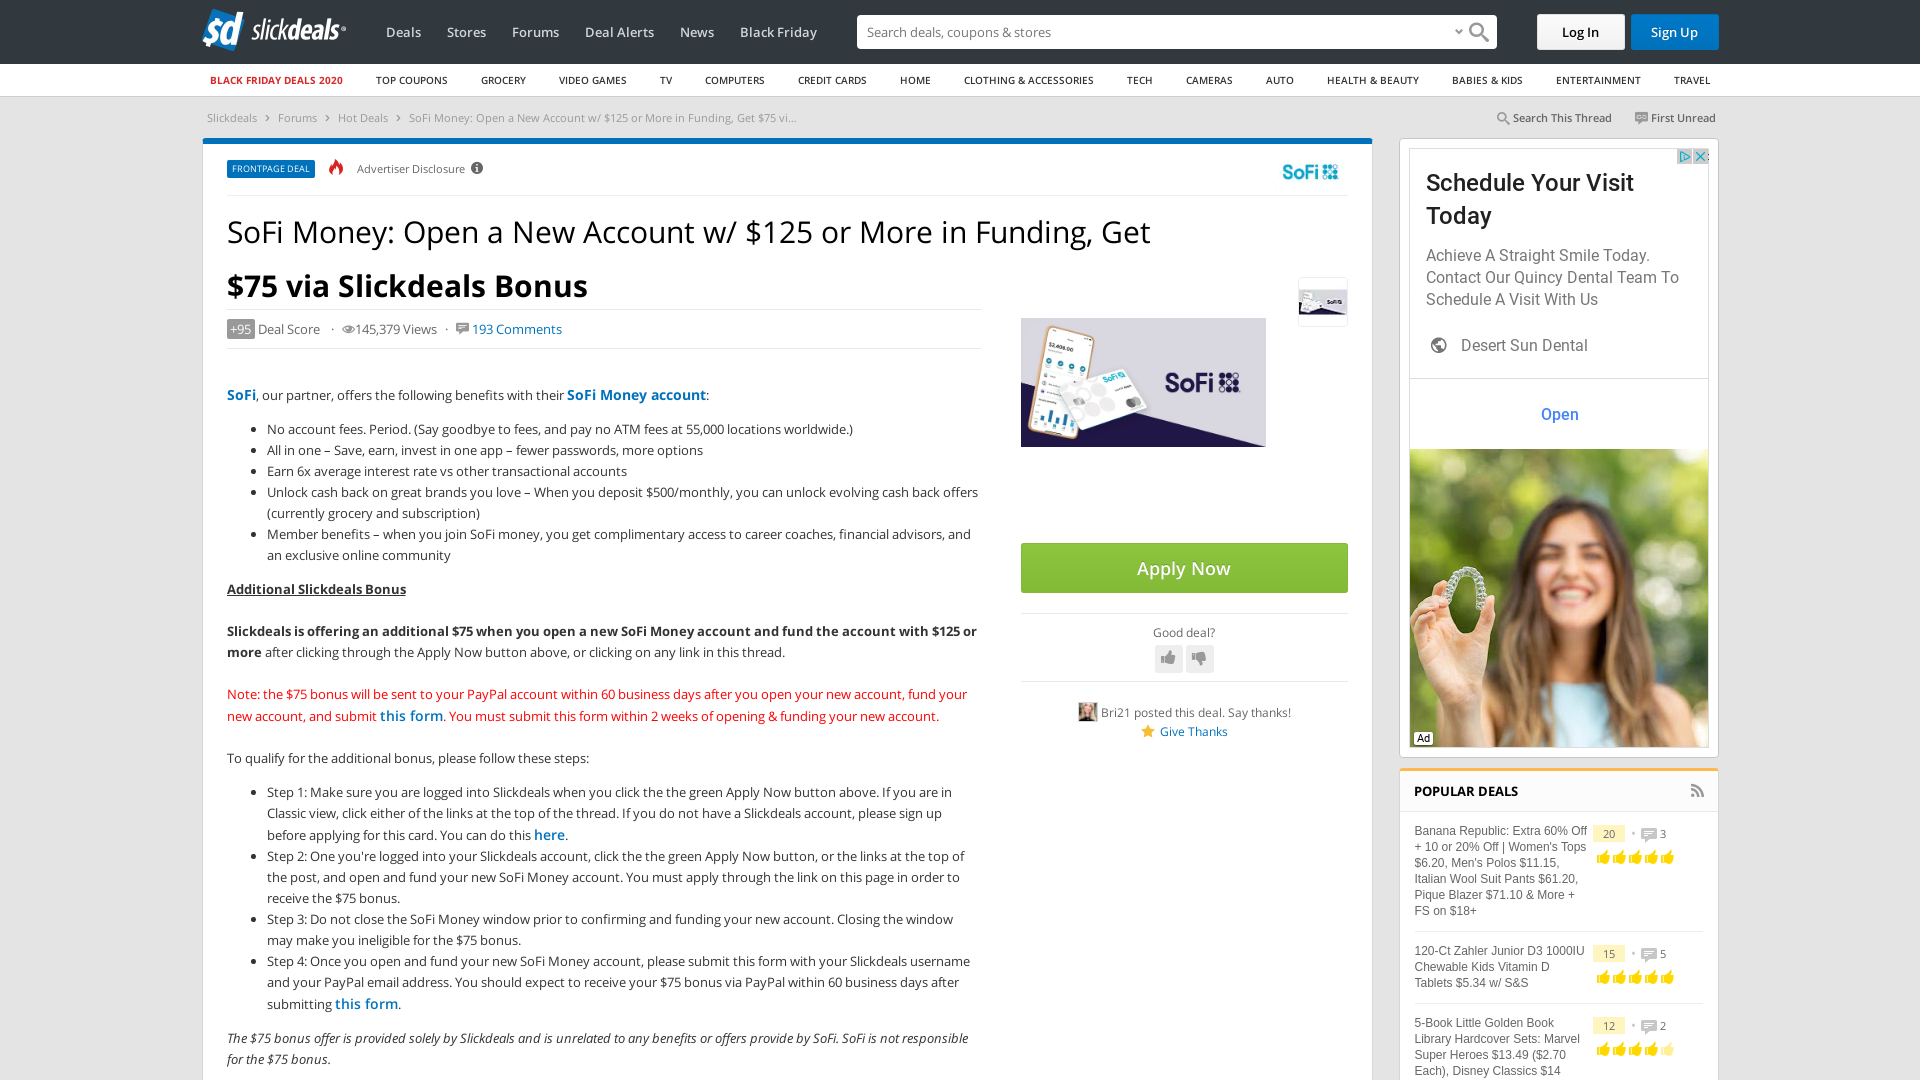 slickdeals
Deals
Stores
Forums
Deal Alerts
News
Black Friday
Search deals, coupons & stores
Log In
Sign Up
BLACK FRIDAY DEALS 2020
TOP COUPONS
GROCERY
VIDEO GAMES
TV
COMPUTERS
CREDIT CARDS
HOME
CLOTHING & ACCESSORIES
TECH
CAMERAS
AUTO
HEALTH & BEAUTY
BABIES & KIDS
ENTERTAINMENT
TRAVEL
Slickdeals › Forums › Hot Deals › SoFi Money: Open a New Account w/ $125 or More in Funding, Get $75 vi...
Search This Thread
First Unread
FRONTPAGE DEAL
Advertiser Disclosure
SoFi
SoFi Money: Open a New Account w/ $125 or More in Funding, Get
$75 via Slickdeals Bonus
+95 Deal Score · 145,379 Views · 193 Comments
SoFi, our partner, offers the following benefits with their SoFi Money account:
• No account fees. Period. (Say goodbye to fees, and pay no ATM fees at 55,000 locations worldwide.)
• All in one – Save, earn, invest in one app – fewer passwords, more options
• Earn 6x average interest rate vs other transactional accounts
• Unlock cash back on great brands you love – When you deposit $500/monthly, you can unlock evolving cash back offers
(currently grocery and subscription)
• Member benefits – when you join SoFi money, you get complimentary access to career coaches, financial advisors, and
an exclusive online community
Additional Slickdeals Bonus
Slickdeals is offering an additional $75 when you open a new SoFi Money account and fund the account with $125 or
more after clicking through the Apply Now button above, or clicking on any link in this thread.
Note: the $75 bonus will be sent to your PayPal account within 60 business days after you open your new account, fund your
new account, and submit this form. You must submit this form within 2 weeks of opening & funding your new account.
To qualify for the additional bonus, please follow these steps:
• Step 1: Make sure you are logged into Slickdeals when you click the the green Apply Now button above. If you are in
Classic view, click either of the links at the top of the thread. If you do not have a Slickdeals account, please sign up
before applying for this card. You can do this here.
• Step 2: One you're logged into your Slickdeals account, click the the green Apply Now button, or the links at the top of
the post, and open and fund your new SoFi Money account. You must apply through the link on this page in order to
receive the $75 bonus.
• Step 3: Do not close the SoFi Money window prior to confirming and funding your new account. Closing the window
may make you ineligible for the $75 bonus.
• Step 4: Once you open and fund your new SoFi Money account, please submit this form with your Slickdeals username
and your PayPal email address. You should expect to receive your $75 bonus via PayPal within 60 business days after
submitting this form.
The $75 bonus offer is provided solely by Slickdeals and is unrelated to any benefits or offers provide by SoFi. SoFi is not responsible
for the $75 bonus.
$2,408.00
SoFi
SoFi
SoFi
Apply Now
Good deal?
Bri21 posted this deal. Say thanks!
Give Thanks
Schedule Your Visit
Today
Achieve A Straight Smile Today.
Contact Our Quincy Dental Team To
Schedule A Visit With Us
Desert Sun Dental
Open
Ad
POPULAR DEALS
Banana Republic: Extra 60% Off
+ 10 or 20% Off | Women's Tops
$6.20, Men's Polos $11.15,
Italian Wool Suit Pants $61.20,
Pique Blazer $71.10 & More +
FS on $18+
20 • 3
120-Ct Zahler Junior D3 1000IU
Chewable Kids Vitamin D
Tablets $5.34 w/ S&S
15 • 5
5-Book Little Golden Book
Library Hardcover Sets: Marvel
Super Heroes $13.49 ($2.70
Each), Disney Classics $14
12 • 2